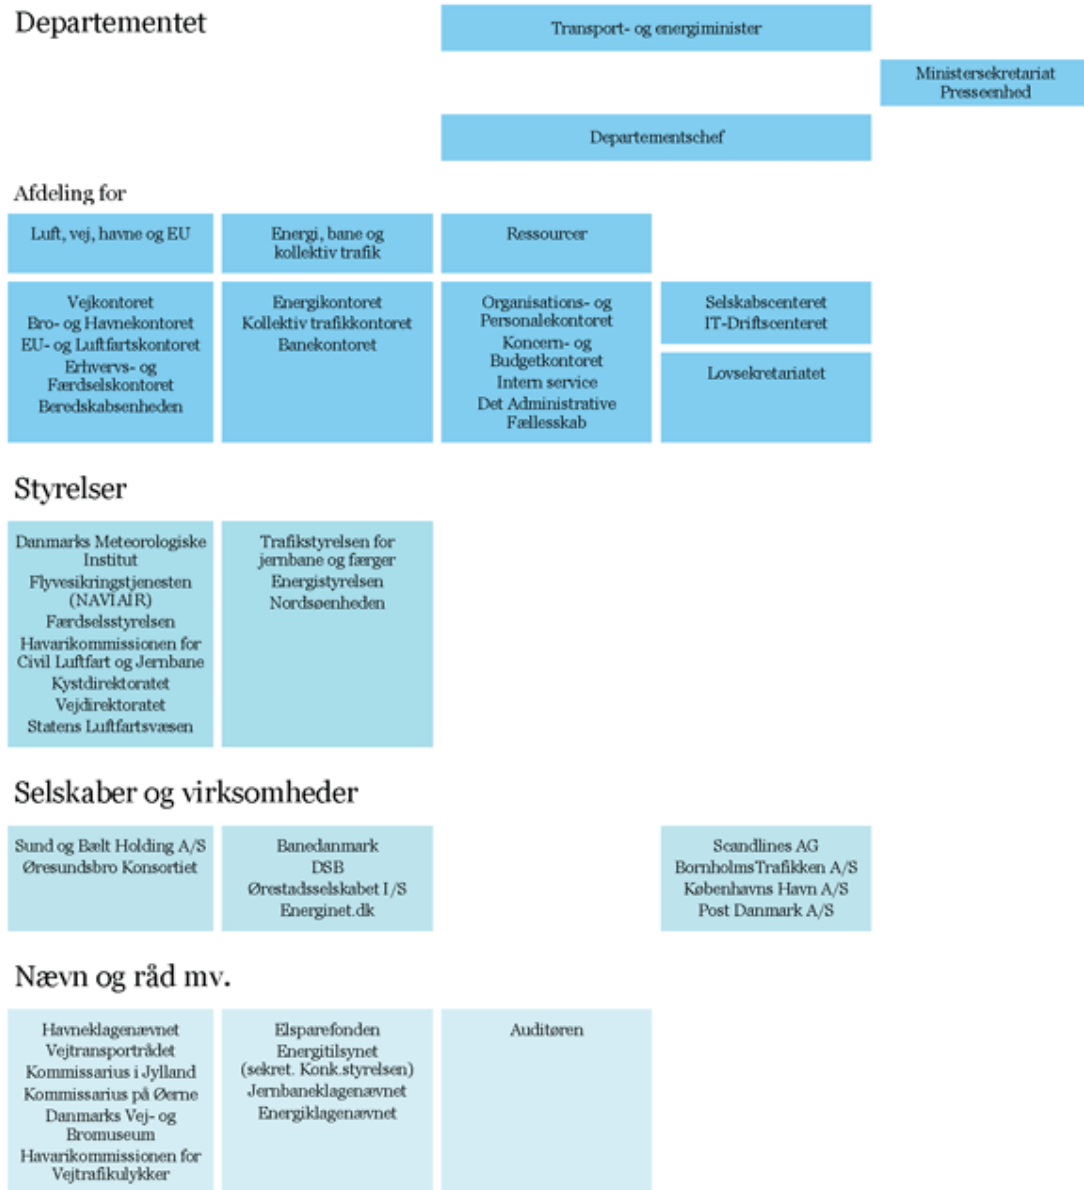 Departementet
Transport- og energiminister
Ministersekretariat
Presseenhed
Departementschef
Afdeling for
Luft, vej, havne og EU
Energi, bane og
kollektiv trafik
Ressourcer
Vejkontoret
Bro- og Havnekontoret
EU- og Luftfartskontoret
Erhvervs- og
Færdselskontoret
Beredskabsenheden
Energikontoret
Kollektiv trafikkontoret
Banekontoret
Organisations- og
Personalekontoret
Koncern- og
Budgetkontoret
Intern service
Det Administrative
Fællesskab
Selskabscenteret
IT-Driftscenteret
Lovsekretariatet
Styrelser
Danmarks Meteorologiske
Institut
Flyvesikringstjenesten
(NAVIAIR)
Færdselsstyrelsen
Havarikommissionen for
Civil Luftfart og Jernbane
Kystdirektoratet
Vejdirektoratet
Statens Luftfartsvæsen
Trafikstyrelsen for
jernbane og færger
Energistyrelsen
Nordsøenheden
Selskaber og virksomheder
Sund og Bælt Holding A/S
Øresundsbro Konsortiet
Banedanmark
DSB
Ørestadsselskabet I/S
Energinet.dk
Scandlines AG
BornholmsTrafikken A/S
Københavns Havn A/S
Post Danmark A/S
Nævn og råd mv.
Havneklagenævnet
Vejtransportrådet
Kommissarius i Jylland
Kommissarius på Øerne
Danmarks Vej- og
Bromuseum
Havarikommissionen for
Vejtrafikulykker
Elsparefonden
Energitilsynet
(sekret. Konk.styrelsen)
Jernbaneklagenævnet
Energiklagenævnet
Auditøren